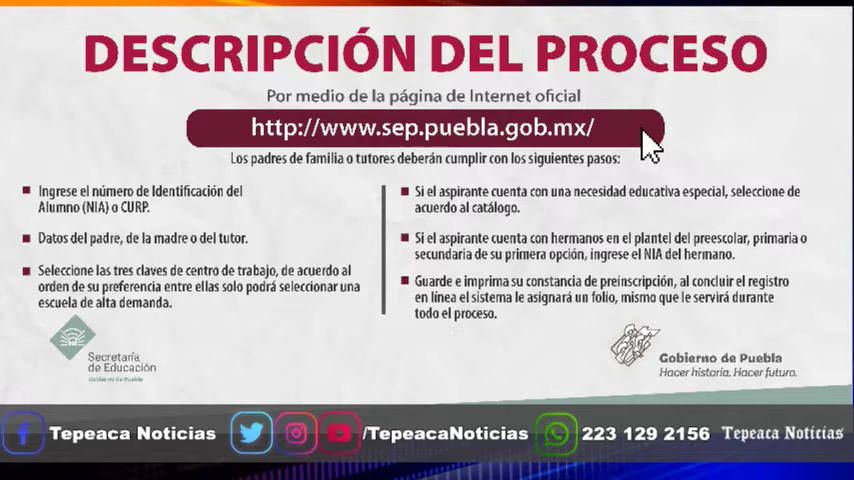 DESCRIPCIÓN DEL PROCESO
Por medio de la página de Internet oficial
http://www.sep.puebla.gob.mx/
Los padres de familia o tutores deberán cumplir con los siguientes pasos:
Ingrese el número de Identificación del
Alumno (NIA) o CURP.
Datos del padre, de la madre o del tutor.
Seleccione las tres claves de centro de trabajo, de acuerdo al
orden de su preferencia entre ellas solo podrá seleccionar una
escuela de alta demanda.
Si el aspirante cuenta con una necesidad educativa especial, seleccione de
acuerdo al catálogo.
Si el aspirante cuenta con hermanos en el plantel del preescolar, primaria o
secundaria de su primera opción, ingrese el NIA del hermano.
Guarde e imprima su constancia de preinscripción, al concluir el registro
en línea el sistema le asignará un folío, mismo que le servirá durante
todo el proceso.
Secretaría
de Educación
Gobierno de Puebla
Gobierno de Puebla
Hacer historia. Hacer futuro.
Tepeaca Noticias
/TepeacaNoticias
223 129 2156
Tepeaca Noticias